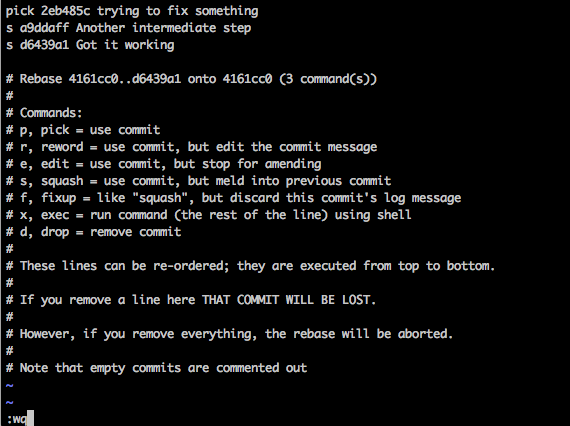 pick 2eb485c trying to fix something
s a9ddaff Another intermediate step
s d6439a1 Got it working
# Rebase 4161cc0..d6439a1 onto 4161cc0 (3 command(s))
#
# Commands:
# p, pick = use commit
# r, reword = use commit, but edit the commit message
# e, edit = use commit, but stop for amending
# s, squash = use commit, but meld into previous commit
# f, fixup = like "squash", but discard this commit's log message
# x, exec = run command (the rest of the line) using shell
# d, drop = remove commit
#
# These lines can be re-ordered; they are executed from top to bottom.
#
# If you remove a line here THAT COMMIT WILL BE LOST.
#
# However, if you remove everything, the rebase will be aborted.
#
# Note that empty commits are commented out
~
~
:wq